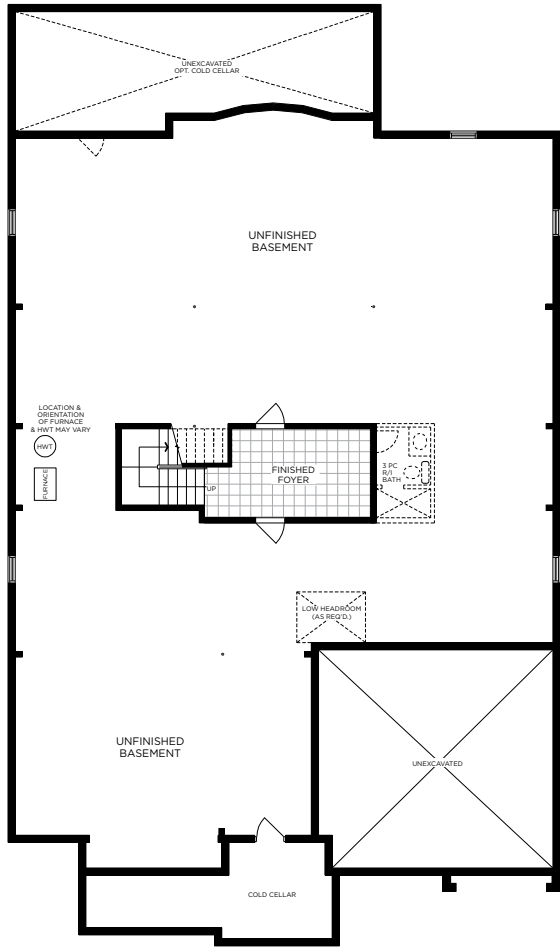 UNEXCAVATED
OPT. COLD CELLAR
UNFINISHED
BASEMENT
LOCATION &
ORIENTATION
OF FURNACE
& HWT MAY VARY
HWT
FURNACE
UP
FINISHED
FOYER
3 PC
R/I
BATH
LOW HEADROOM
(AS REQ'D.)
UNFINISHED
BASEMENT
UNEXCAVATED
COLD CELLAR